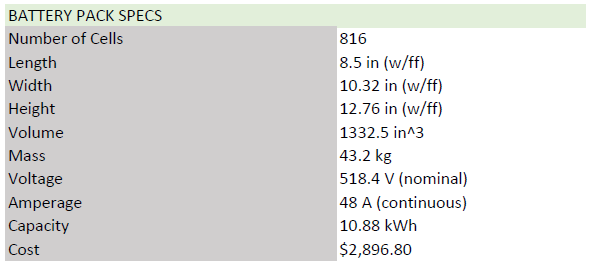 BATTERY PACK SPECS
Number of Cells 816
Length 8.5 in (w/ff)
Width 10.32 in (w/ff)
Height 12.76 in (w/ff)
Volume 1332.5 in^3
Mass 43.2 kg
Voltage 518.4 V (nominal)
Amperage 48 A (continuous)
Capacity 10.88 kWh
Cost $2,896.80